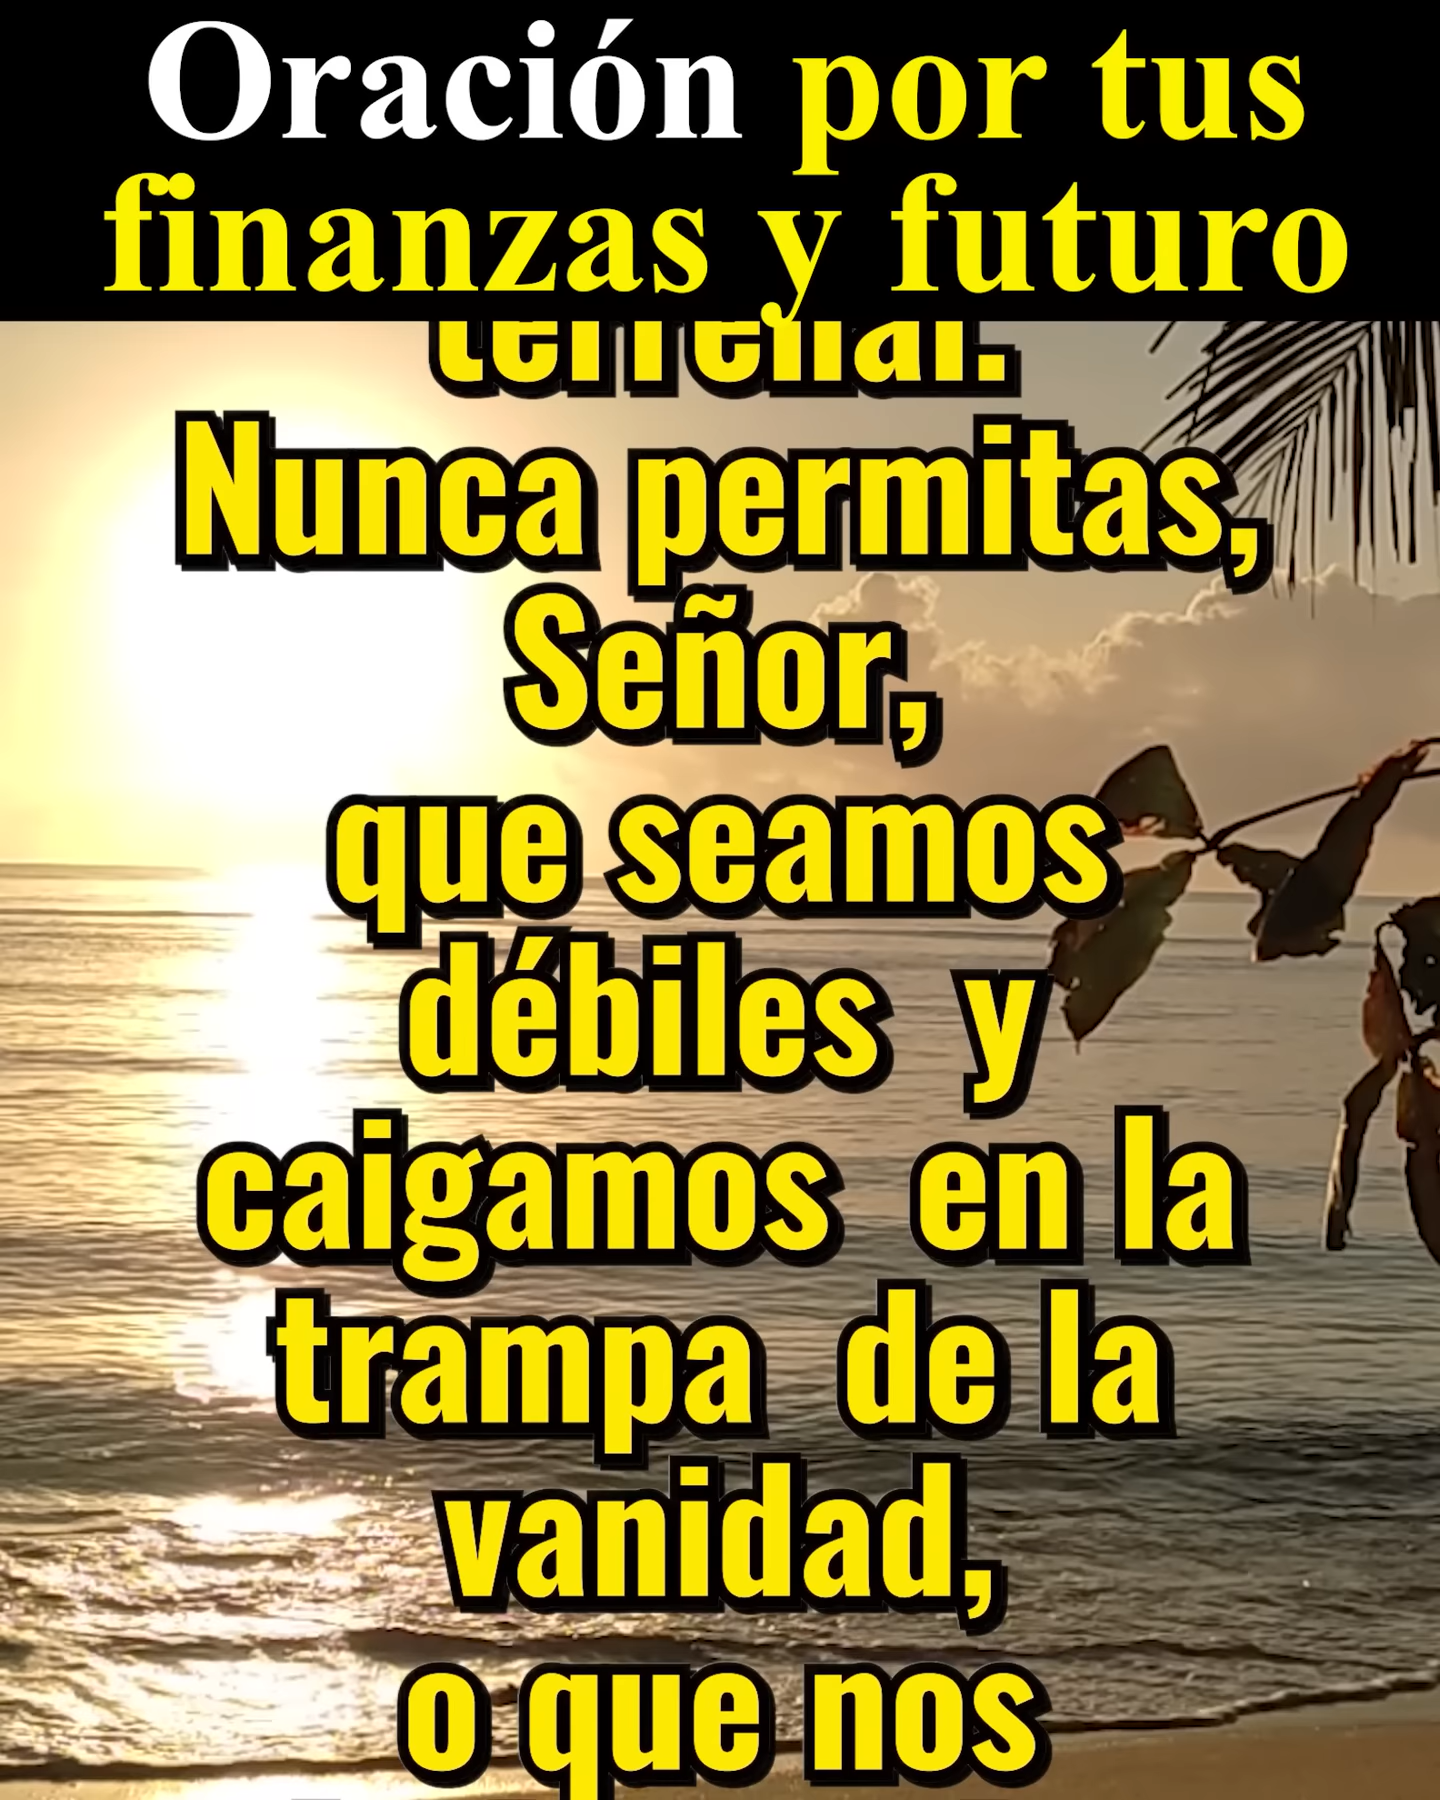 Oración por tus
finanzas y futuro
terrenal.
Nunca permitas,
Señor,
que seamos
débiles y
caigamos en la
trampa de la
vanidad,
o que nos